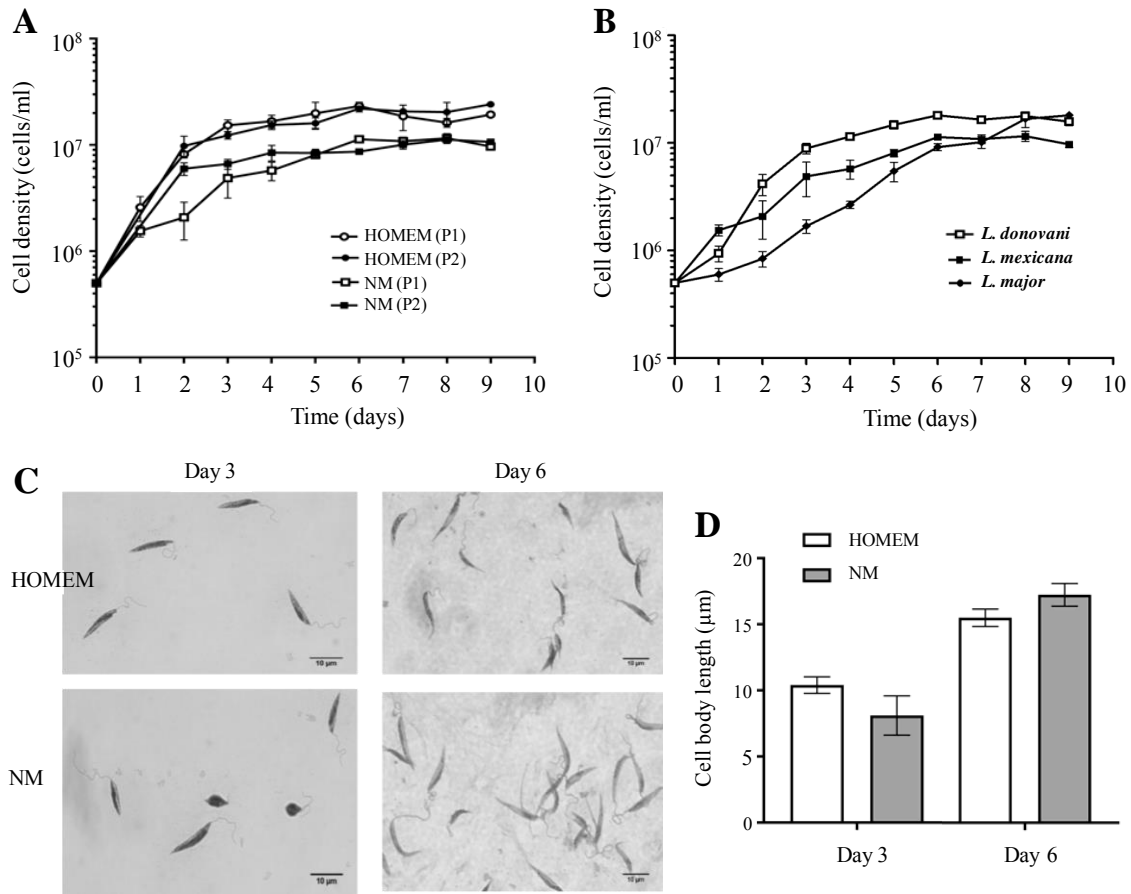 A
Cell density (cells/ml)
10⁸
10⁷
10⁶
10⁵
HOMEM (P1)
HOMEM (P2)
NM (P1)
NM (P2)
0 1 2 3 4 5 6 7 8 9 10
Time (days)
B
Cell density (cells/ml)
10⁸
10⁷
10⁶
10⁵
L. donovani
L. mexicana
L. major
0 1 2 3 4 5 6 7 8 9 10
Time (days)
C
Day 3
Day 6
HOMEM
10 µm
10 µm
NM
10 µm
10 µm
D
HOMEM
NM
Cell body length (µm)
20
15
10
5
0
Day 3
Day 6